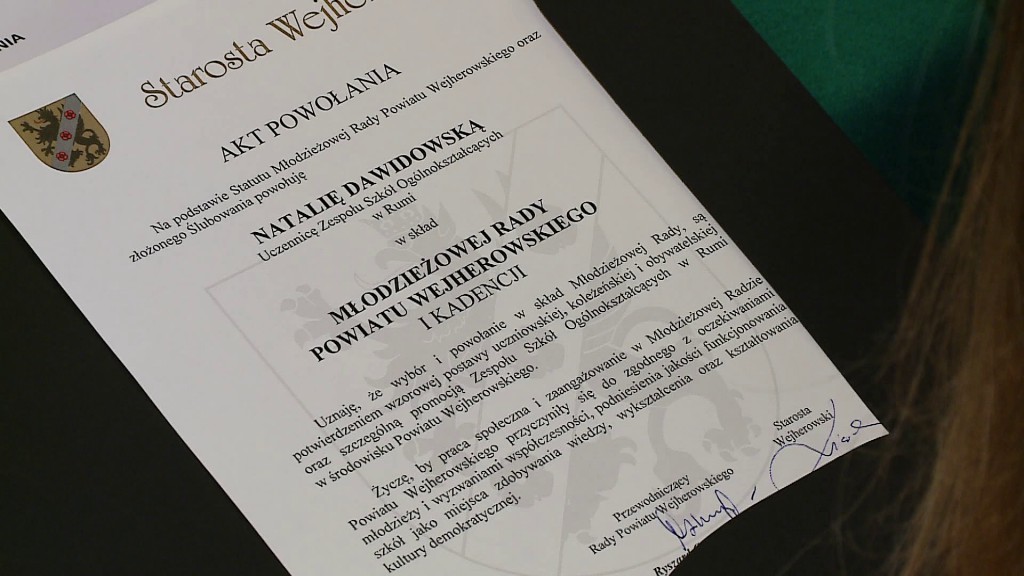 NIA
Starosta Wejhe
AKT POWOŁANIA
Na podstawie Statutu Młodzieżowej Rady Powiatu Wejherowskiego oraz
złożonego Ślubowania powołuję
NATALIĘ DAWIDOWSKĄ
Uczennicę Zespołu Szkół Ogólnokształcących
w Rumi
w skład
MŁODZIEŻOWEJ RADY
POWIATU WEJHEROWSKIEGO
I KADENCJI
Uznaję, że wybór i powołanie w skład Młodzieżowej Rady, są
potwierdzeniem wzorowej postawy uczniowskiej, koleżeńskiej i obywatelskiej
oraz szczególną promocją Zespołu Szkół Ogólnokształcących w Rumi
w środowisku Powiatu Wejherowskiego.
Życzę, by praca społeczna i zaangażowanie w Młodzieżowej Radzie
Powiatu Wejherowskiego przyczyniły się do zgodnego z oczekiwaniami
młodzieży i wyzwaniami współczesności, podniesienia jakości funkcjonowania
szkół jako miejsca zdobywania wiedzy, wykształcenia oraz kształtowania
kultury demokratycznej.
Starosta
Wejherowski
Przewodniczący
Rady Powiatu Wejherowskiego